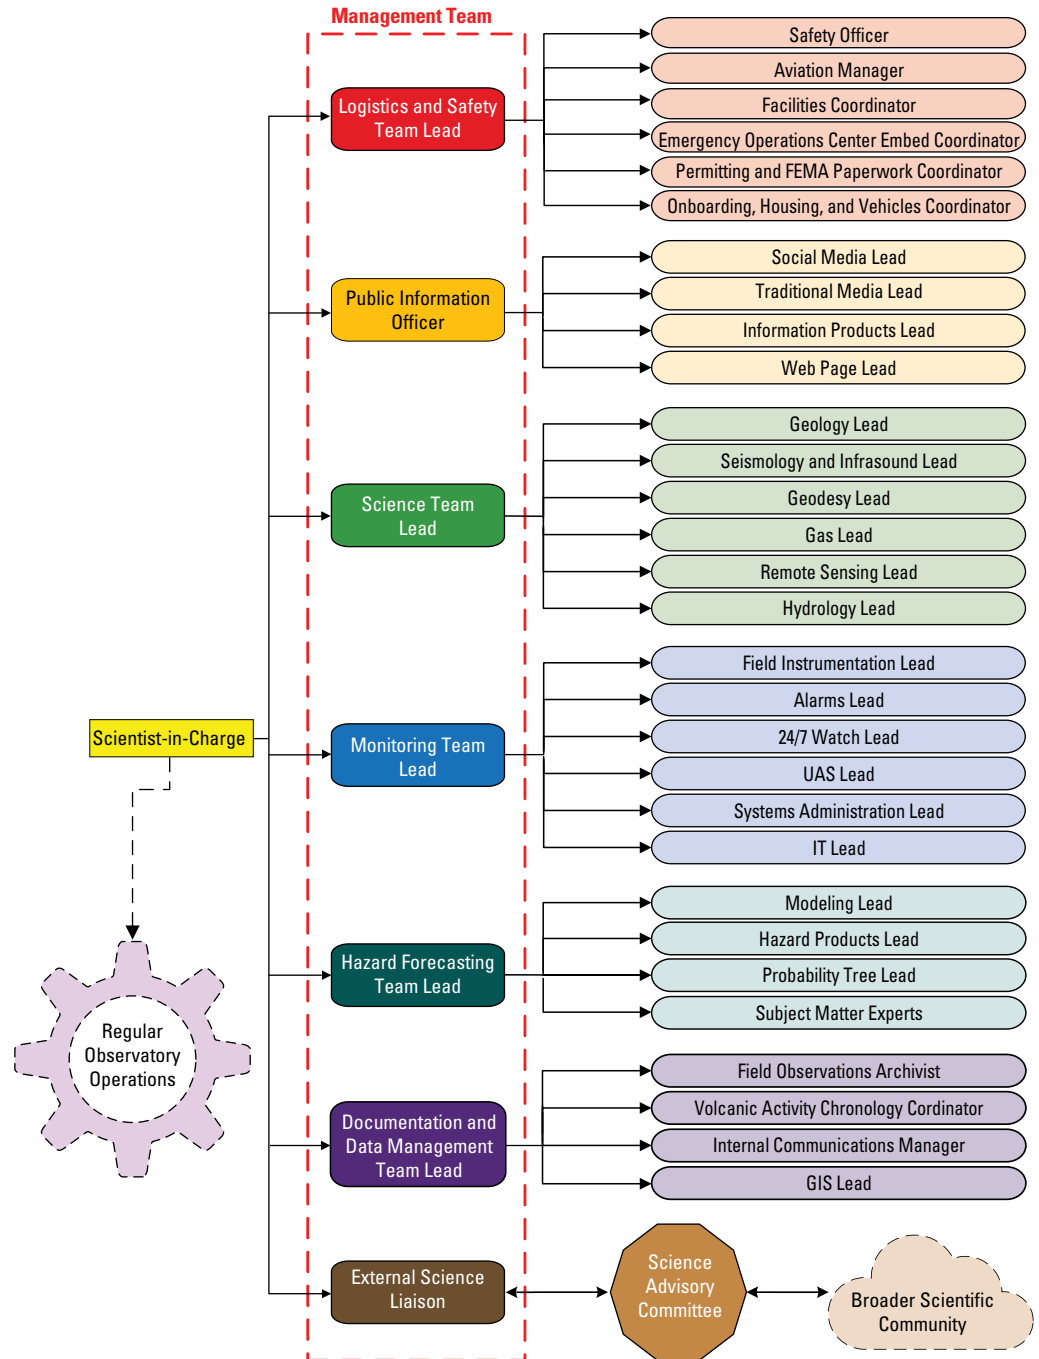 Management Team
Logistics and Safety
Team Lead
Safety Officer
Aviation Manager
Facilities Coordinator
Emergency Operations Center Embed Coordinator
Permitting and FEMA Paperwork Coordinator
Onboarding, Housing, and Vehicles Coordinator
Public Information
Officer
Social Media Lead
Traditional Media Lead
Information Products Lead
Web Page Lead
Science Team
Lead
Geology Lead
Seismology and Infrasound Lead
Geodesy Lead
Gas Lead
Remote Sensing Lead
Hydrology Lead
Scientist-in-Charge
Monitoring Team
Lead
Field Instrumentation Lead
Alarms Lead
24/7 Watch Lead
UAS Lead
Systems Administration Lead
IT Lead
Regular
Observatory
Operations
Hazard Forecasting
Team Lead
Modeling Lead
Hazard Products Lead
Probability Tree Lead
Subject Matter Experts
Documentation and
Data Management
Team Lead
Field Observations Archivist
Volcanic Activity Chronology Cordinator
Internal Communications Manager
GIS Lead
External Science
Liaison
Science
Advisory
Committee
Broader Scientific
Community